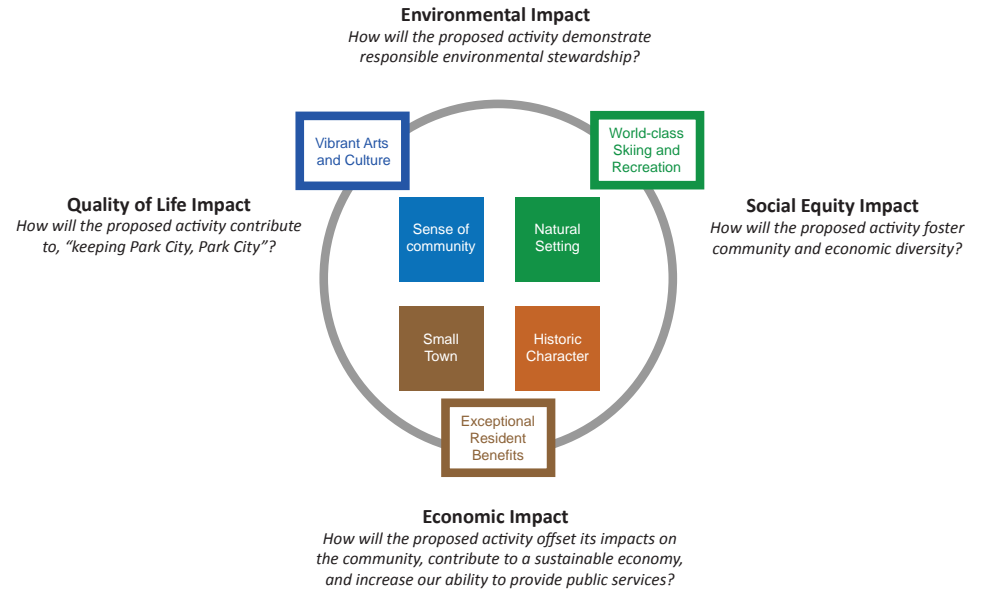 Environmental Impact
How will the proposed activity demonstrate
responsible environmental stewardship?
Vibrant Arts
and Culture
World-class
Skiing and
Recreation
Quality of Life Impact
How will the proposed activity contribute
to, “keeping Park City, Park City”?
Social Equity Impact
How will the proposed activity foster
community and economic diversity?
Sense of
community
Natural
Setting
Small
Town
Historic
Character
Exceptional
Resident
Benefits
Economic Impact
How will the proposed activity offset its impacts on
the community, contribute to a sustainable economy,
and increase our ability to provide public services?